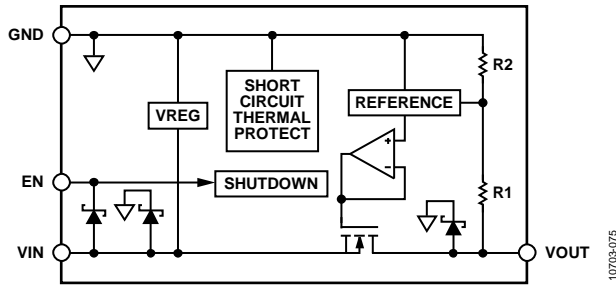 GND
R2
SHORT
CIRCUIT
THERMAL
PROTECT
VREG
REFERENCE
+
–
EN
SHUTDOWN
R1
VIN
VOUT
10703-075